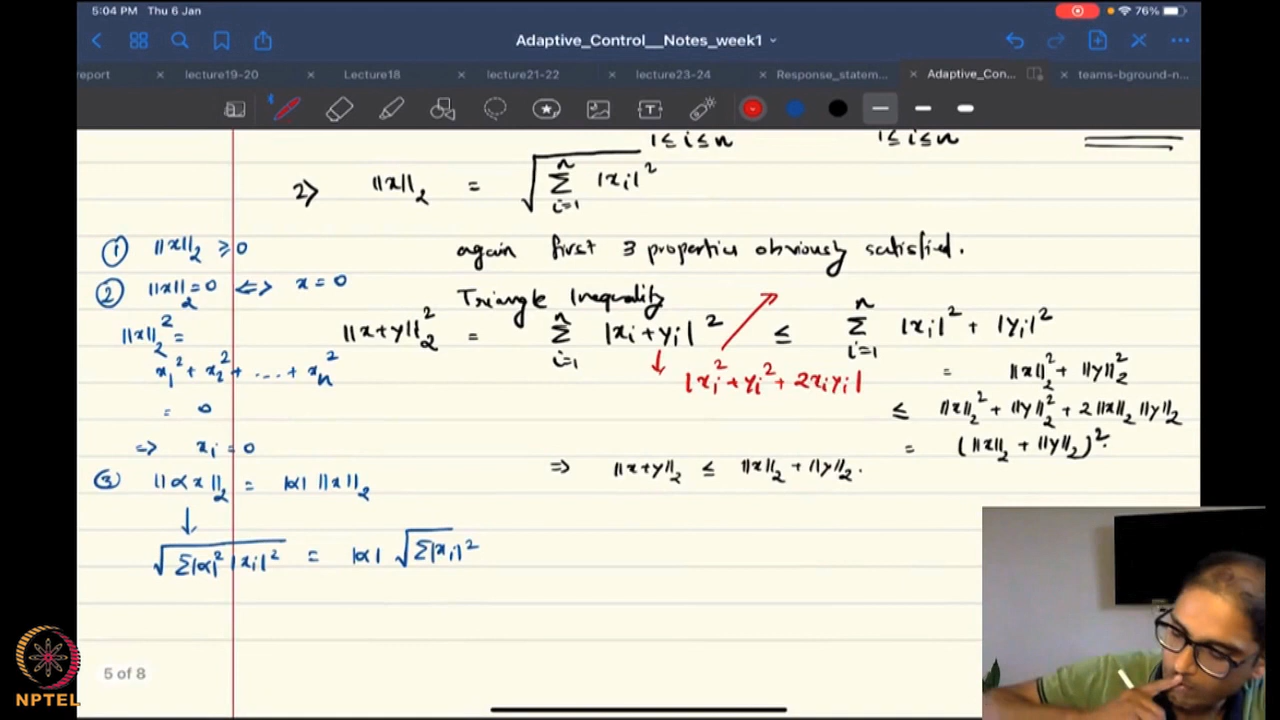 5:04 PM Thu 6 Jan
76%
Adaptive_Control__Notes_week1
report
lecture19-20
Lecture18
lecture21-22
lecture23-24
Response_statem...
Adaptive_Con...
teams-bground-n...
1 ≤ i ≤ n 1 ≤ i ≤ n
2> ||x||₂ = √(Σ_{i=1}^{n} |xᵢ|²)
① ||x||₂ ≥ 0
again first 3 properties obviously satisfied.
② ||x||₂ = 0 <=> x = 0
Triangle Inequality
||x||₂² =
x₁² + x₂² + .... + xₙ²
= 0
=> xᵢ = 0
||x+y||₂² = Σ_{i=1}^{n} |xᵢ + yᵢ|² ≤ Σ_{i=1}^{n} |xᵢ|² + |yᵢ|²
|xᵢ² + yᵢ² + 2xᵢyᵢ|
= ||x||₂² + ||y||₂²
≤ ||x||₂² + ||y||₂² + 2||x||₂ ||y||₂
= (||x||₂ + ||y||₂)².
=> ||x+y||₂ ≤ ||x||₂ + ||y||₂.
③ ||αx||₂ = |α| ||x||₂
√(Σ|α|² |xᵢ|²) = |α| √(Σ|xᵢ|²)
5 of 8
NPTEL